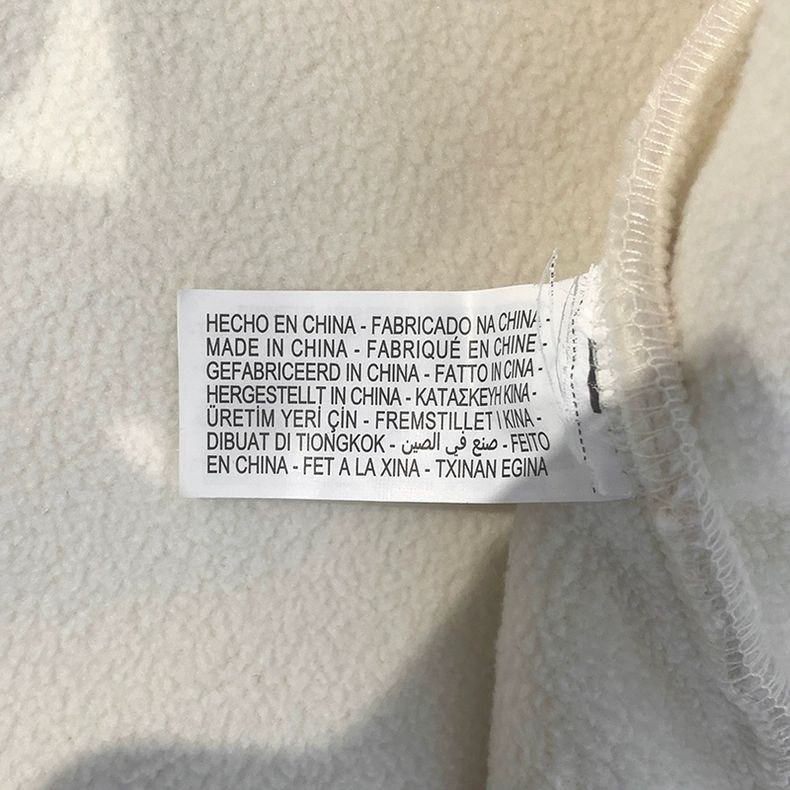 HECHO EN CHINA - FABRICADO NA CHINA -
MADE IN CHINA - FABRIQUÉ EN CHINE -
GEFABRICEERD IN CHINA - FATTO IN CINA -
HERGESTELLT IN CHINA - ΚΑΤΑΣΚΕΥΗ ΚΙΝΑ -
ÜRETİM YERİ ÇİN - FREMSTILLET I KINA -
DIBUAT DI TIONGKOK - صنع في الصين - FEITO
EN CHINA - FET A LA XINA - TXINAN EGINA